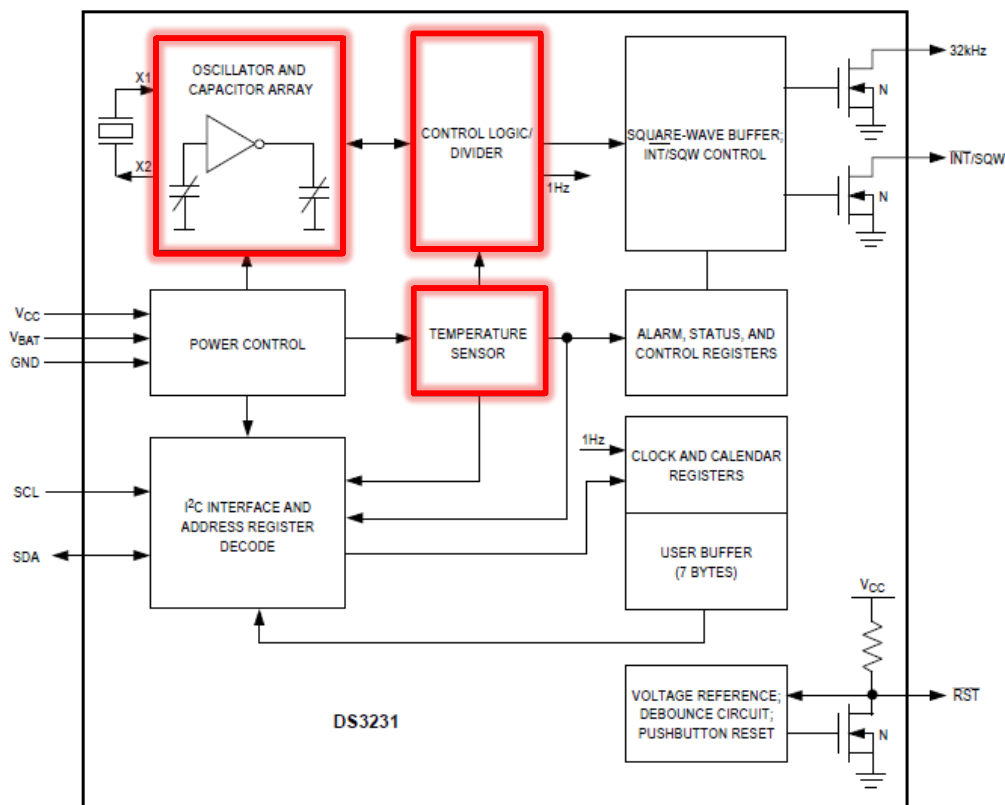 OSCILLATOR AND
CAPACITOR ARRAY
X1
X2
CONTROL LOGIC/
DIVIDER
1Hz
SQUARE-WAVE BUFFER;
INT/SQW CONTROL
N
32kHz
N
INT/SQW
VCC
VBAT
GND
POWER CONTROL
TEMPERATURE
SENSOR
ALARM, STATUS, AND
CONTROL REGISTERS
SCL
SDA
I²C INTERFACE AND
ADDRESS REGISTER
DECODE
1Hz
CLOCK AND CALENDAR
REGISTERS
USER BUFFER
(7 BYTES)
VCC
VOLTAGE REFERENCE;
DEBOUNCE CIRCUIT;
PUSHBUTTON RESET
N
RST
DS3231